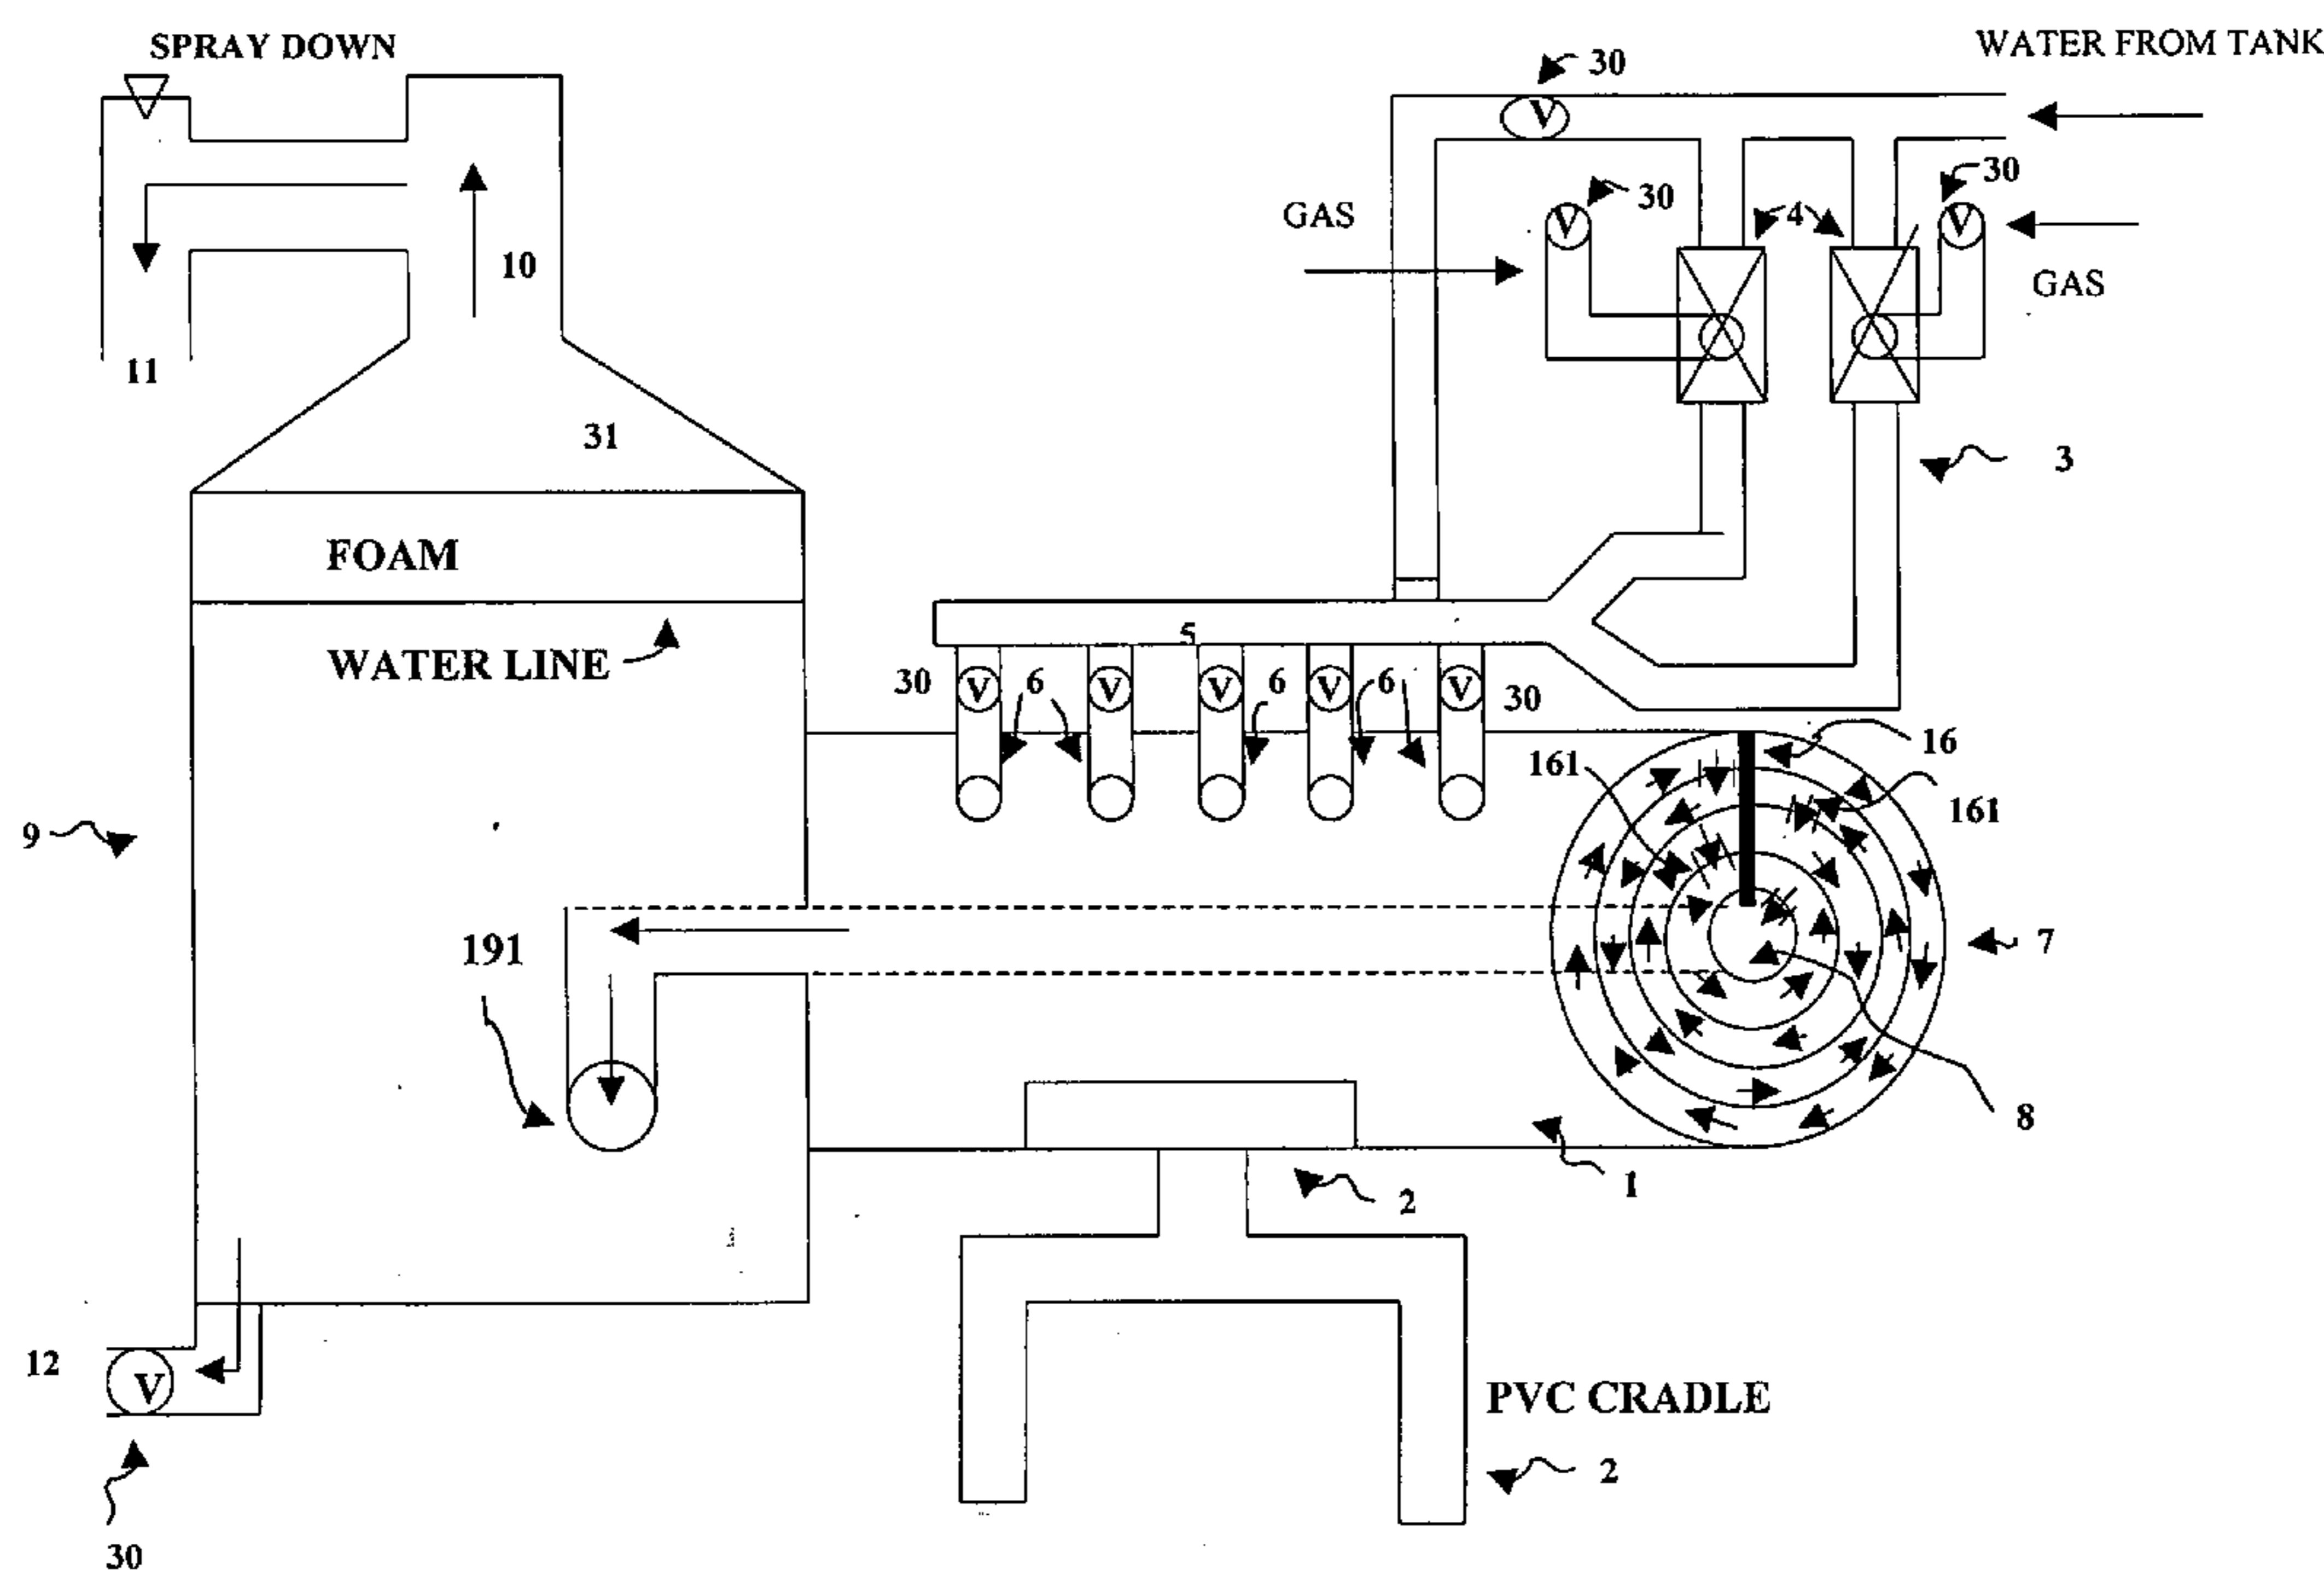 SPRAY DOWN
WATER FROM TANK
30
V
30
30
GAS
V
4
V
10
GAS
11
31
3
FOAM
5
WATER LINE
30
V
6
V
V
6
V
6
V
30
161
16
161
9
191
7
8
1
2
12
V
PVC CRADLE
2
30